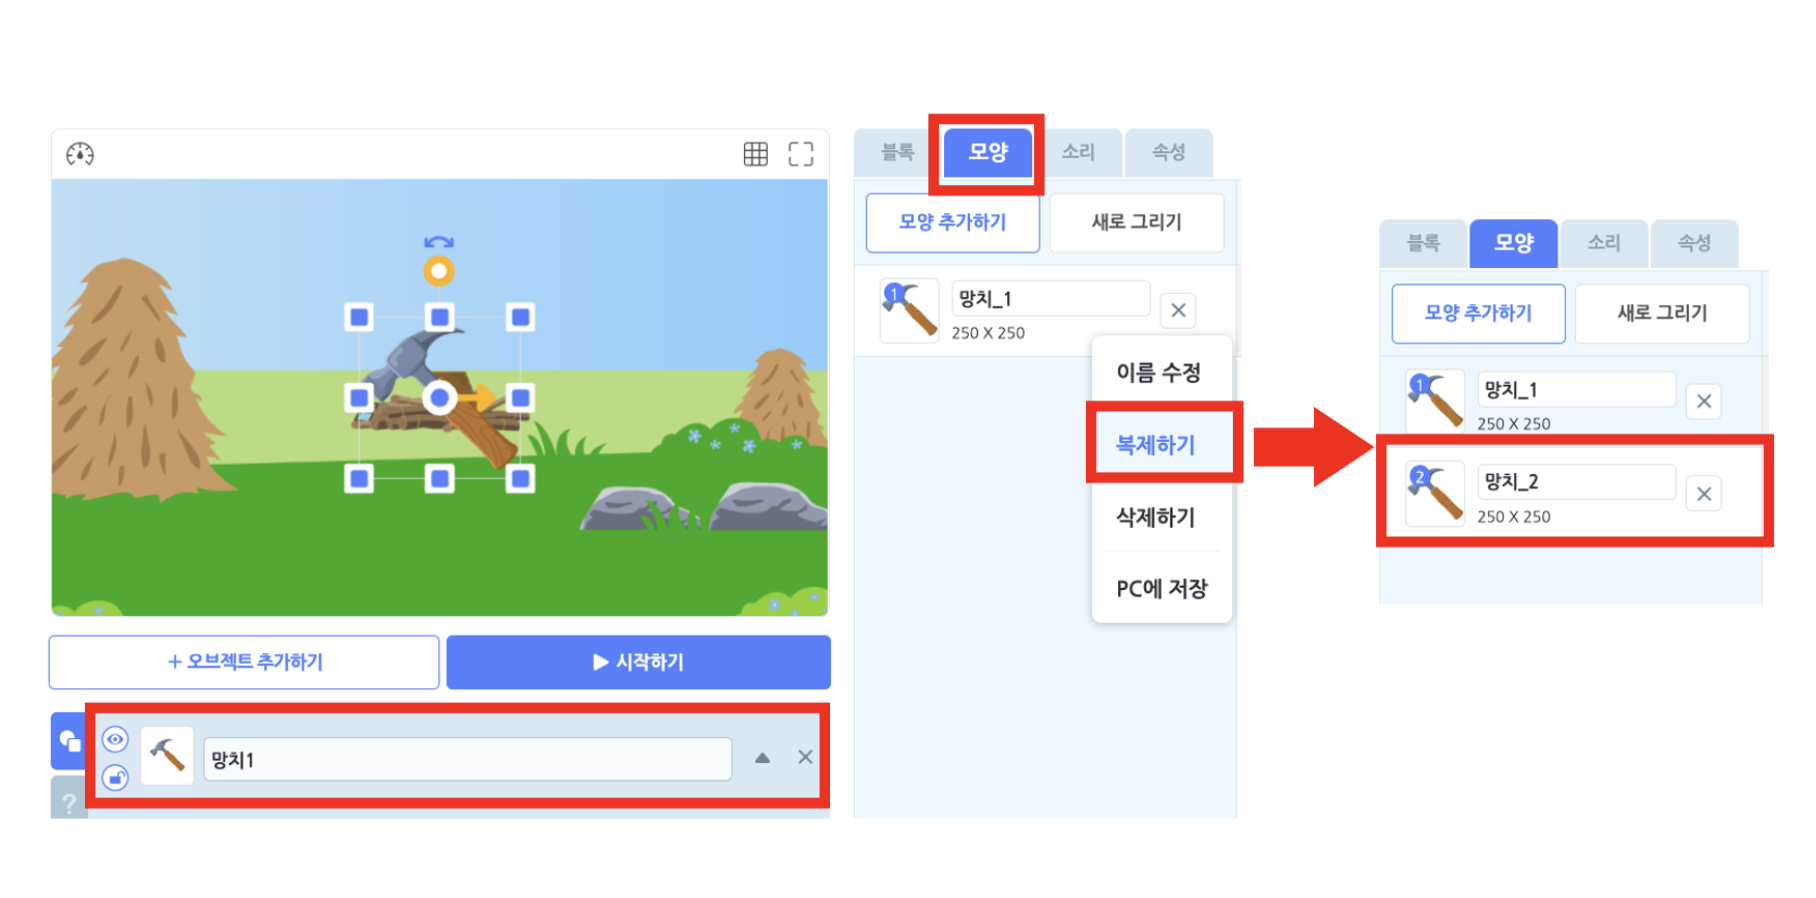 블록
모양
소리
속성
모양 추가하기
새로 그리기
1
망치_1
250 X 250
이름 수정
복제하기
삭제하기
PC에 저장
+ 오브젝트 추가하기
시작하기
망치1
?
블록
모양
소리
속성
모양 추가하기
새로 그리기
1
망치_1
250 X 250
2
망치_2
250 X 250